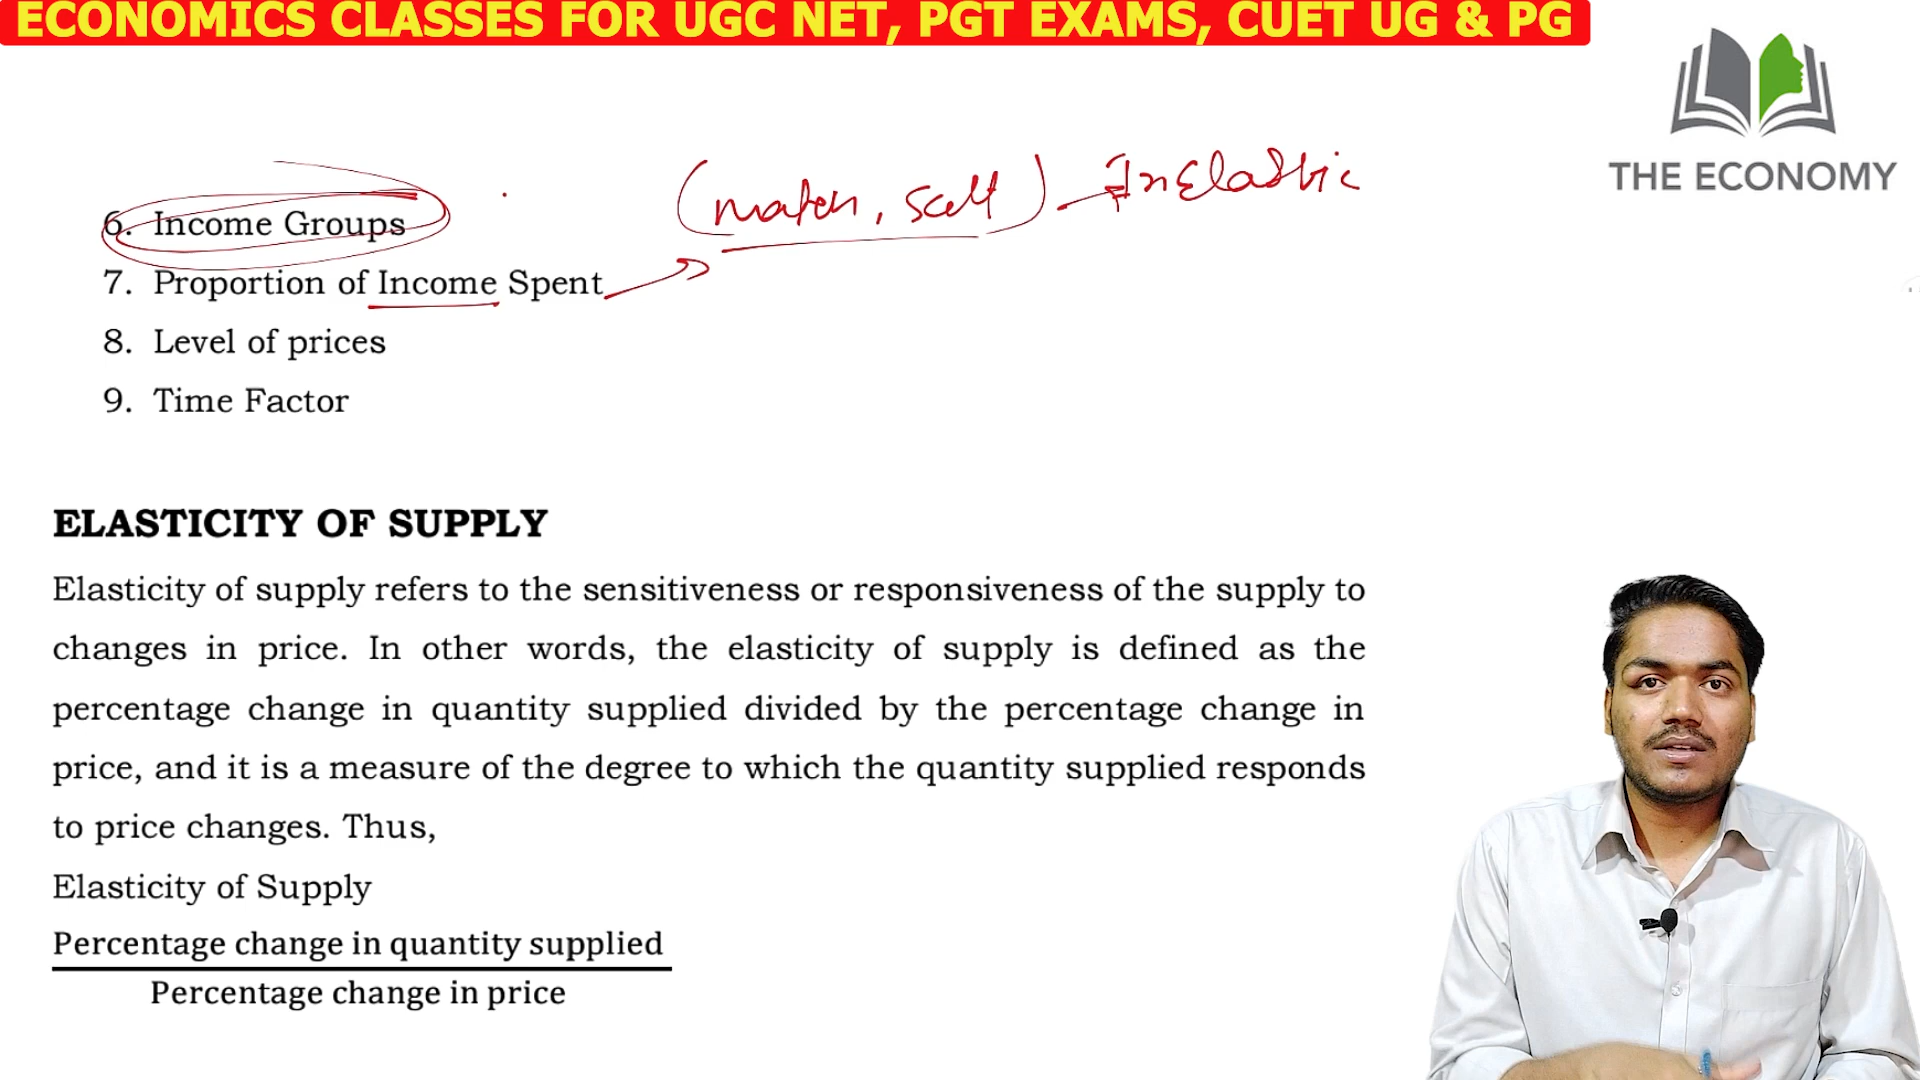 ECONOMICS CLASSES FOR UGC NET, PGT EXAMS, CUET UG & PG
THE ECONOMY
Inelastic
6. Income Groups
7. Proportion of Income Spent
8. Level of prices
9. Time Factor
ELASTICITY OF SUPPLY
Elasticity of supply refers to the sensitiveness or responsiveness of the supply to
changes in price. In other words, the elasticity of supply is defined as the
percentage change in quantity supplied divided by the percentage change in
price, and it is a measure of the degree to which the quantity supplied responds
to price changes. Thus,
Elasticity of Supply
Percentage change in quantity supplied
Percentage change in price